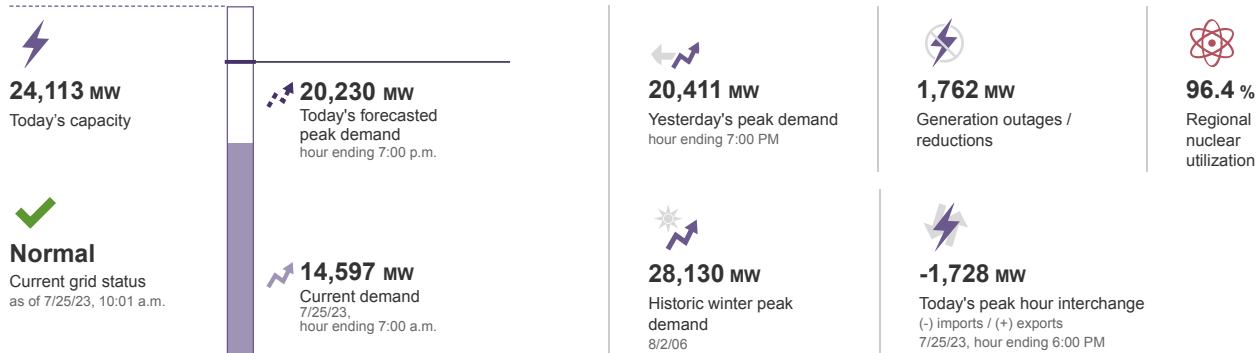 24,113 MW
Today's capacity
Normal
Current grid status
as of 7/25/23, 10:01 a.m.
20,230 MW
Today's forecasted
peak demand
hour ending 7:00 p.m.
14,597 MW
Current demand
7/25/23,
hour ending 7:00 a.m.
20,411 MW
Yesterday's peak demand
hour ending 7:00 PM
1,762 MW
Generation outages /
reductions
96.4 %
Regional
nuclear
utilization
28,130 MW
Historic winter peak
demand
8/2/06
-1,728 MW
Today's peak hour interchange
(-) imports / (+) exports
7/25/23, hour ending 6:00 PM